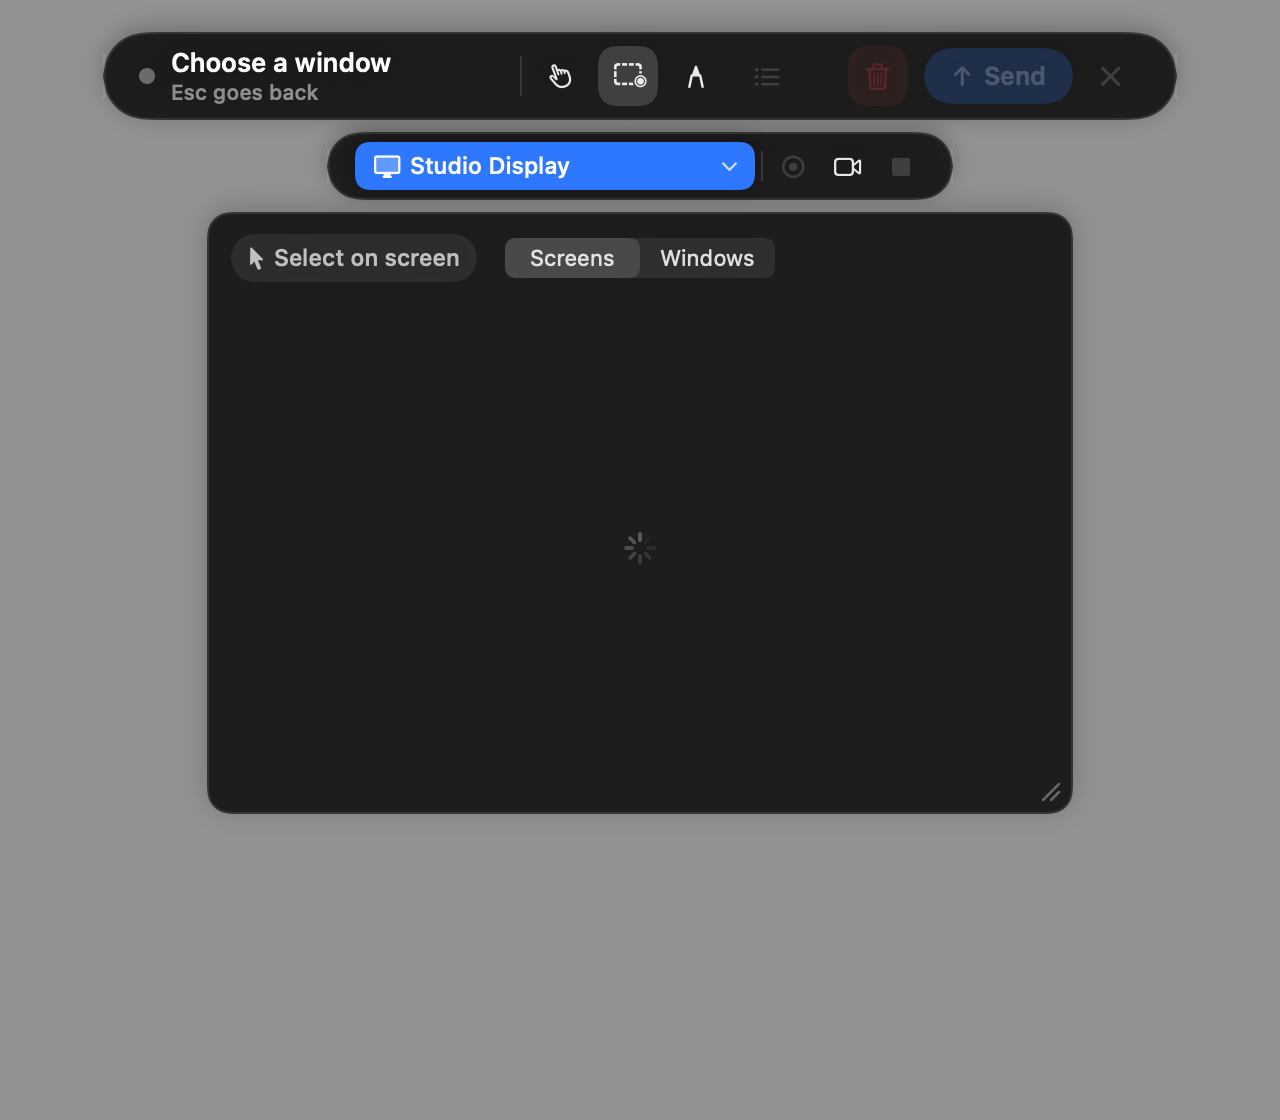 Choose a window
Esc goes back
Send
Studio Display
Select on screen
Screens
Windows